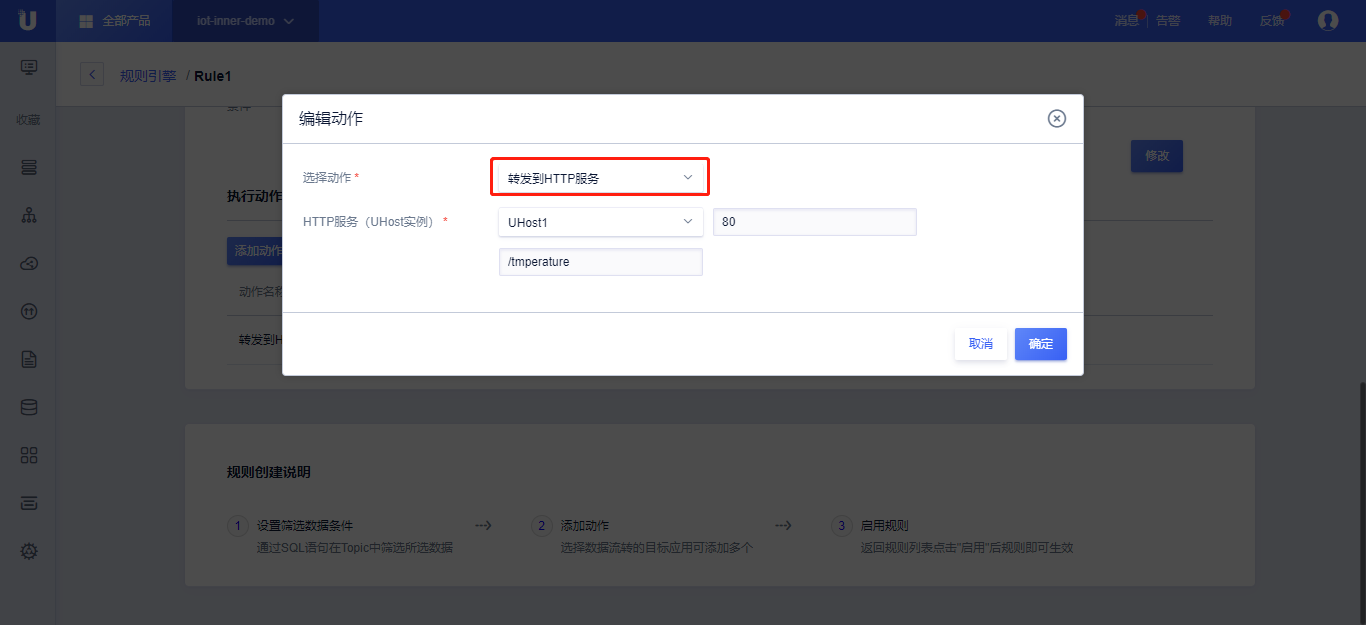 全部产品
iot-inner-demo
消息
告警
帮助
反馈
规则引擎 / Rule1
收藏
编辑动作
修改
选择动作 *
转发到HTTP服务
执行动作
HTTP服务（UHost实例） *
UHost1
80
添加动作
/tmperature
动作名称
转发到H
取消
确定
规则创建说明
1 设置筛选数据条件
通过SQL语句在Topic中筛选所选数据
2 添加动作
选择数据流转的目标应用可添加多个
3 启用规则
返回规则列表点击"启用"后规则即可生效